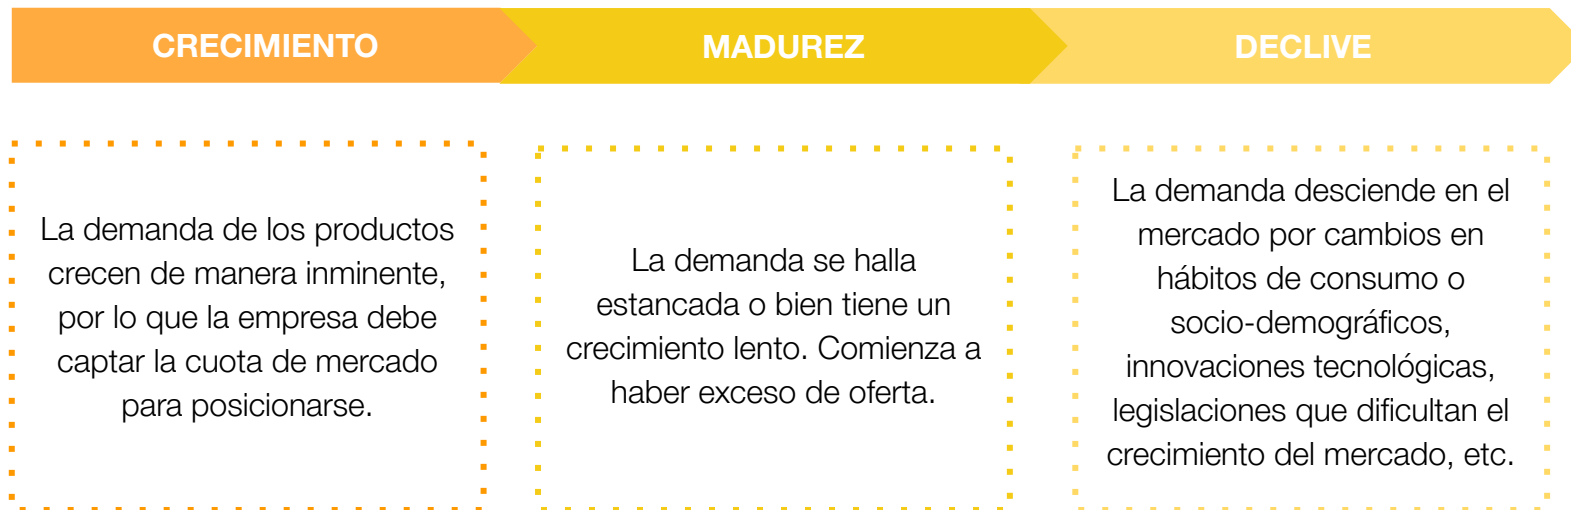 CRECIMIENTO
MADUREZ
DECLIVE
La demanda de los productos
crecen de manera inminente,
por lo que la empresa debe
captar la cuota de mercado
para posicionarse.
La demanda se halla
estancada o bien tiene un
crecimiento lento. Comienza a
haber exceso de oferta.
La demanda desciende en el
mercado por cambios en
hábitos de consumo o
socio-demográficos,
innovaciones tecnológicas,
legislaciones que dificultan el
crecimiento del mercado, etc.